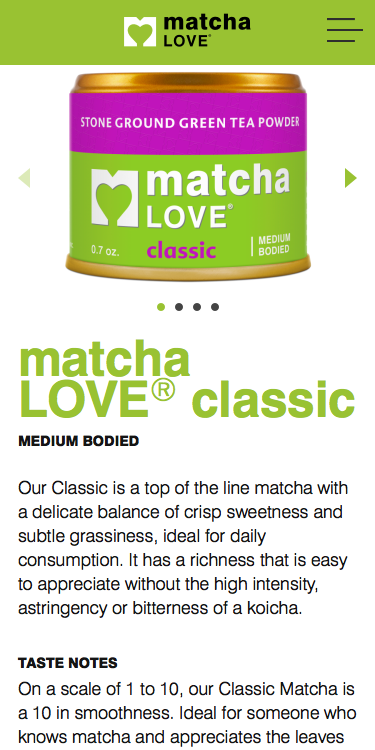 matcha
LOVE®
STONE GROUND GREEN TEA POWDER
matcha
LOVE®
0.7 oz.
classic
MEDIUM
BODIED
matcha
LOVE® classic
MEDIUM BODIED
Our Classic is a top of the line matcha with
a delicate balance of crisp sweetness and
subtle grassiness, ideal for daily
consumption. It has a richness that is easy
to appreciate without the high intensity,
astringency or bitterness of a koicha.
TASTE NOTES
On a scale of 1 to 10, our Classic Matcha is
a 10 in smoothness. Ideal for someone who
knows matcha and appreciates the leaves